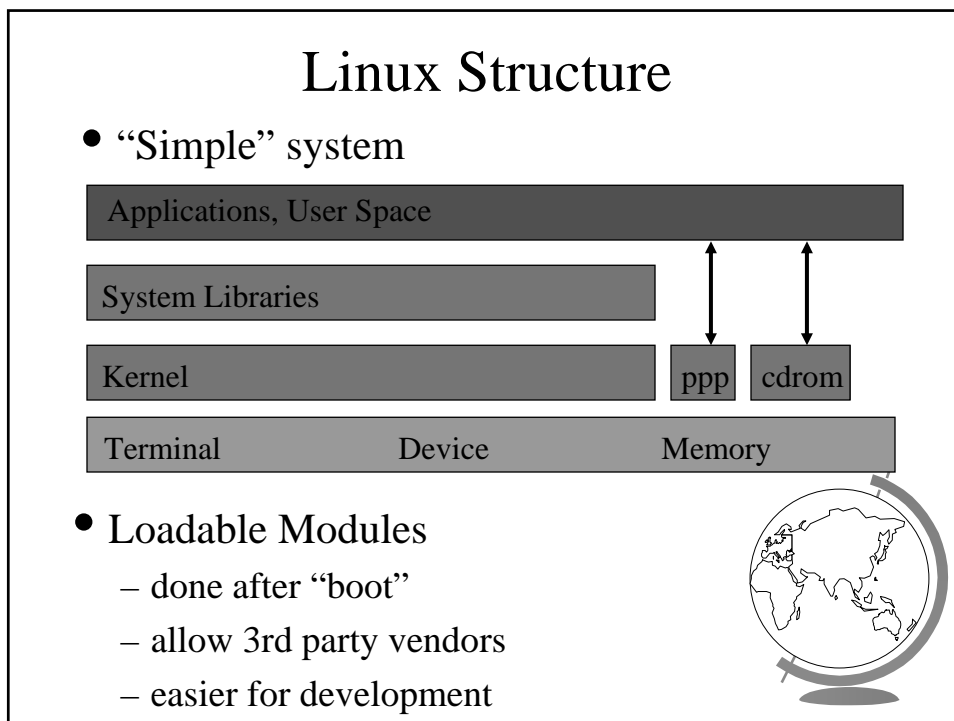 Linux Structure
• “Simple” system
Applications, User Space
System Libraries
Kernel ppp cdrom
Terminal Device Memory
• Loadable Modules
– done after “boot”
– allow 3rd party vendors
– easier for development